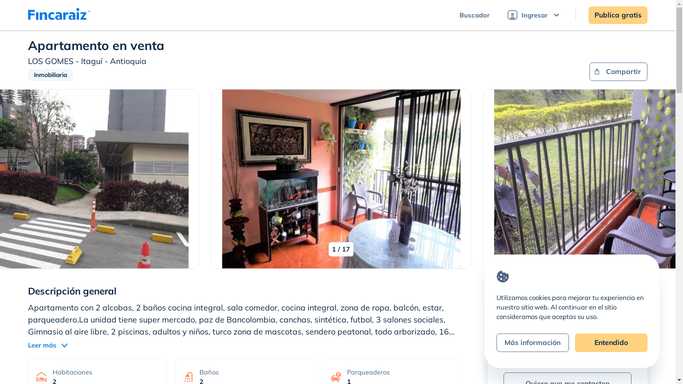 Fincaraiz
Buscador
Ingresar
Publica gratis
Apartamento en venta
LOS GOMES - Itagui - Antioquia
Inmobiliaria
Compartir
1 / 17
Descripción general
Apartamento con 2 alcobas, 2 baños cocina integral, sala comedor, cocina integral, zona de ropa, balcón, estar,
parqueadero.La unidad tiene super mercado, paz de Bancolombia, canchas, sintética, futbol, 3 salones sociales,
Gimnasio al aire libre, 2 piscinas, adultos y niños, turco zona de mascotas, sendero peatonal, todo arborizado, 16...
Leer más
Utilizamos cookies para mejorar tu experiencia en
nuestro sitio web. Al continuar en el sitio
consideramos que aceptas su uso.
Más información
Entendido
Habitaciones
2
Baños
2
Parqueaderos
1
Quiero que me contacten